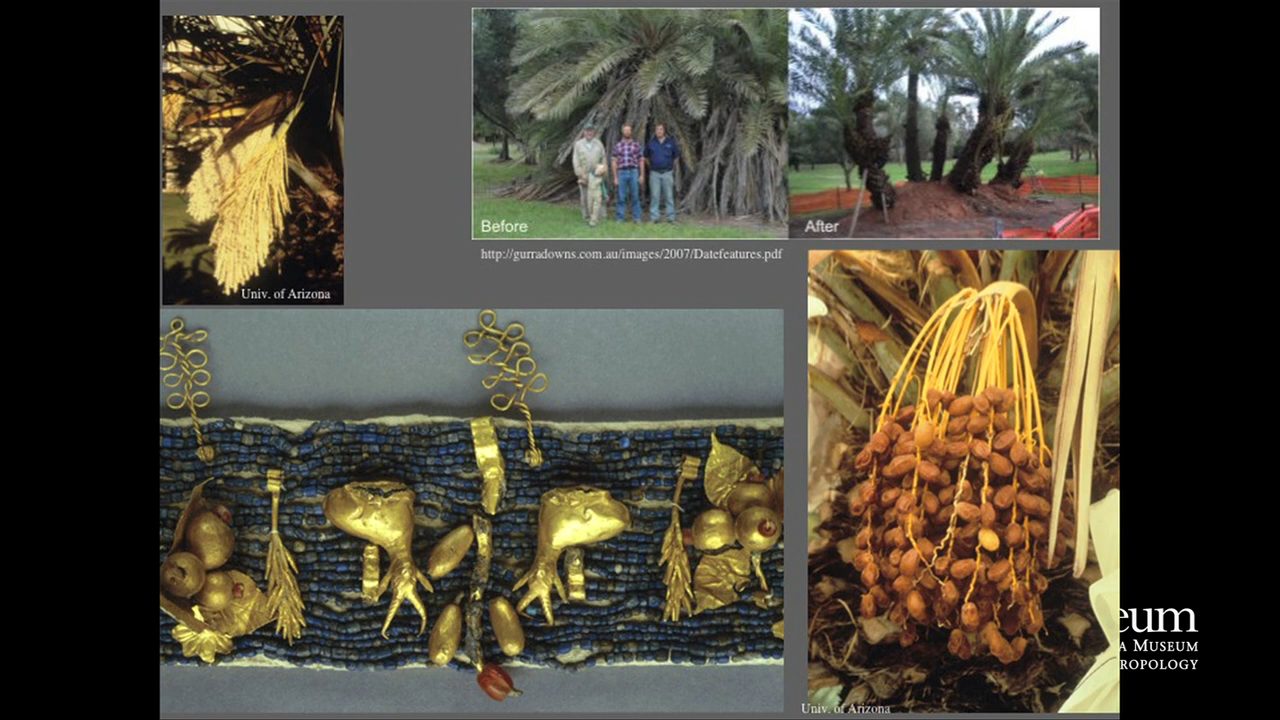 Univ. of Arizona
Before
After
http://gurradowns.com.au/images/2007/Datefeatures.pdf
eum
A MUSEUM
ROPOLOGY
Univ. of Arizona